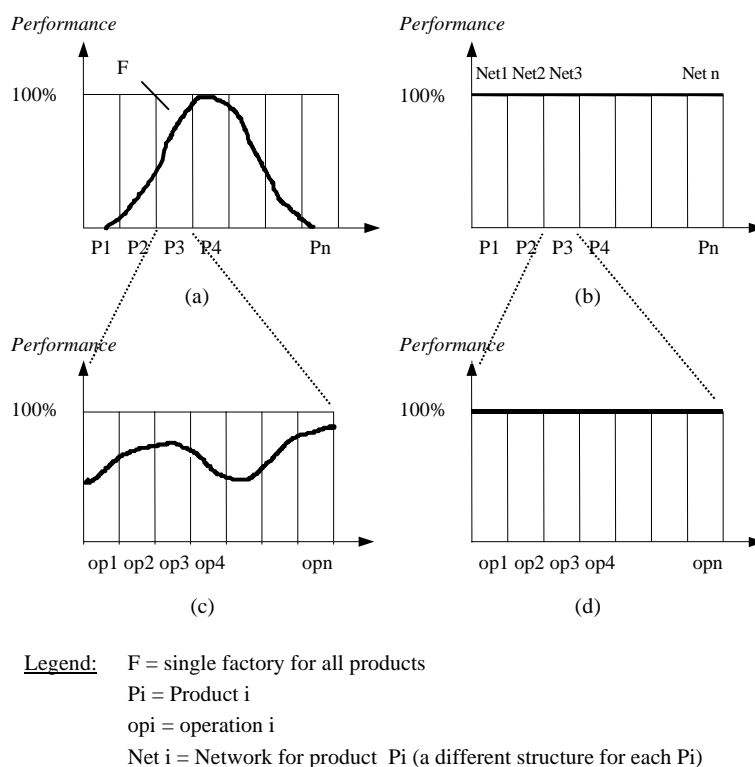 Performance Performance
F
Net1 Net2 Net3 Net n
100% 100%
P1 P2 P3 P4 Pn P1 P2 P3 P4 Pn
(a) (b)
Performance Performance
100% 100%
op1 op2 op3 op4 opn op1 op2 op3 op4 opn
(c) (d)
Legend: F = single factory for all products
Pi = Product i
opi = operation i
Net i = Network for product Pi (a different structure for each Pi)